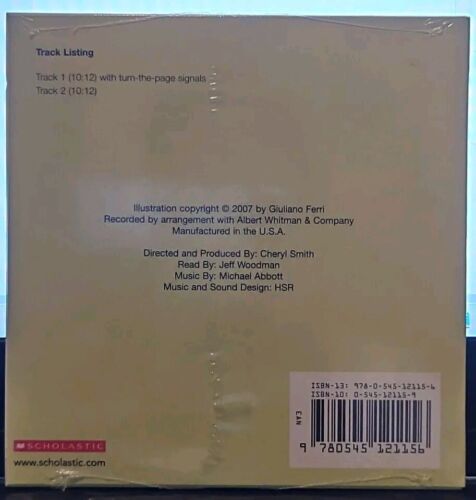 Track Listing
Track 1 (10:12) with turn-the-page signals
Track 2 (10:12)
Illustration copyright © 2007 by Giuliano Ferri
Recorded by arrangement with Albert Whitman & Company
Manufactured in the U.S.A.
Directed and Produced By: Cheryl Smith
Read By: Jeff Woodman
Music By: Michael Abbott
Music and Sound Design: HSR
ISBN-13: 978-0-545-12115-6
ISBN-10: 0-545-12115-9
EAN
9 780545 121156
SCHOLASTIC
www.scholastic.com